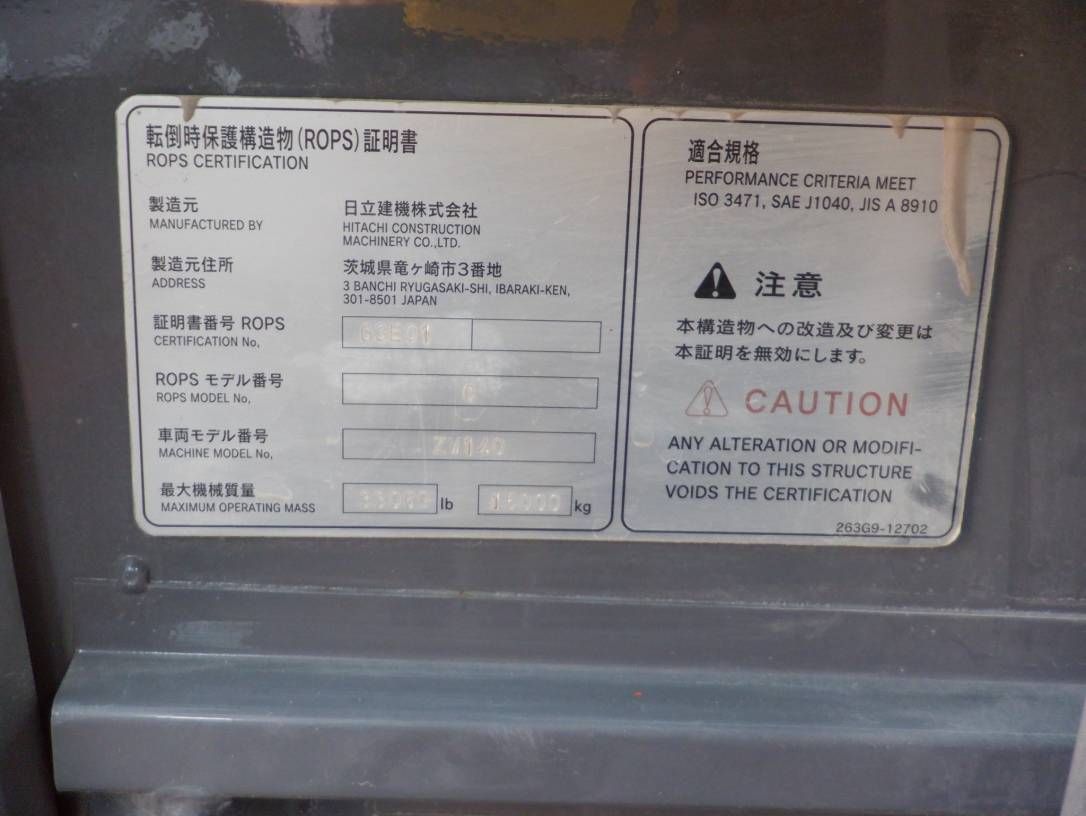 転倒時保護構造物(ROPS)証明書
ROPS CERTIFICATION
製造元
MANUFACTURED BY
日立建機株式会社
HITACHI CONSTRUCTION
MACHINERY CO.,LTD.
製造元住所
ADDRESS
茨城県竜ヶ崎市3番地
3 BANCHI RYUGASAKI-SHI, IBARAKI-KEN,
301-8501 JAPAN
証明書番号 ROPS
CERTIFICATION No,
ROPS モデル番号
ROPS MODEL No,
車両モデル番号
MACHINE MODEL No,
ZW140
最大機械質量
MAXIMUM OPERATING MASS
lb
kg
適合規格
PERFORMANCE CRITERIA MEET
ISO 3471, SAE J1040, JIS A 8910
注意
本構造物への改造及び変更は
本証明を無効にします。
CAUTION
ANY ALTERATION OR MODIFI-
CATION TO THIS STRUCTURE
VOIDS THE CERTIFICATION
263G9-12702